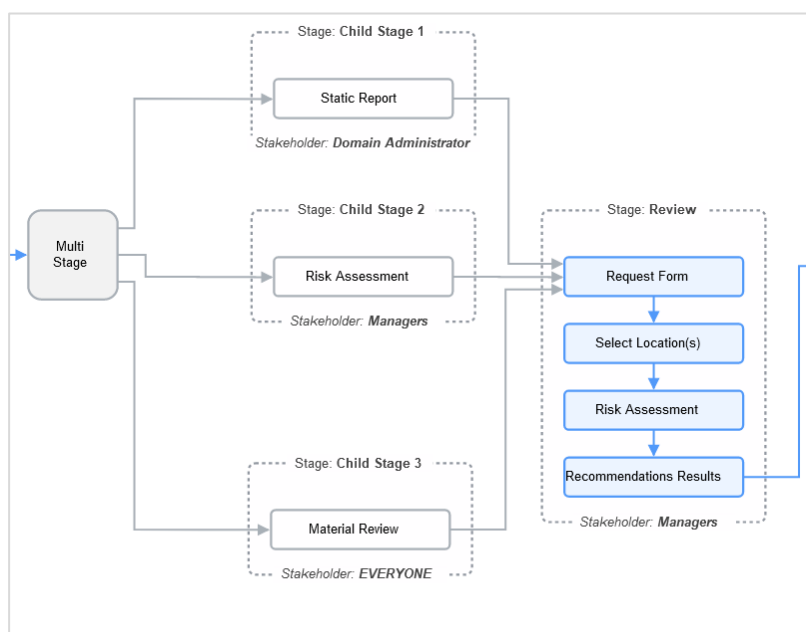 Stage: Child Stage 1
Static Report
Stakeholder: Domain Administrator
Multi
Stage
Stage: Child Stage 2
Risk Assessment
Stakeholder: Managers
Stage: Child Stage 3
Material Review
Stakeholder: EVERYONE
Stage: Review
Request Form
Select Location(s)
Risk Assessment
Recommendations Results
Stakeholder: Managers